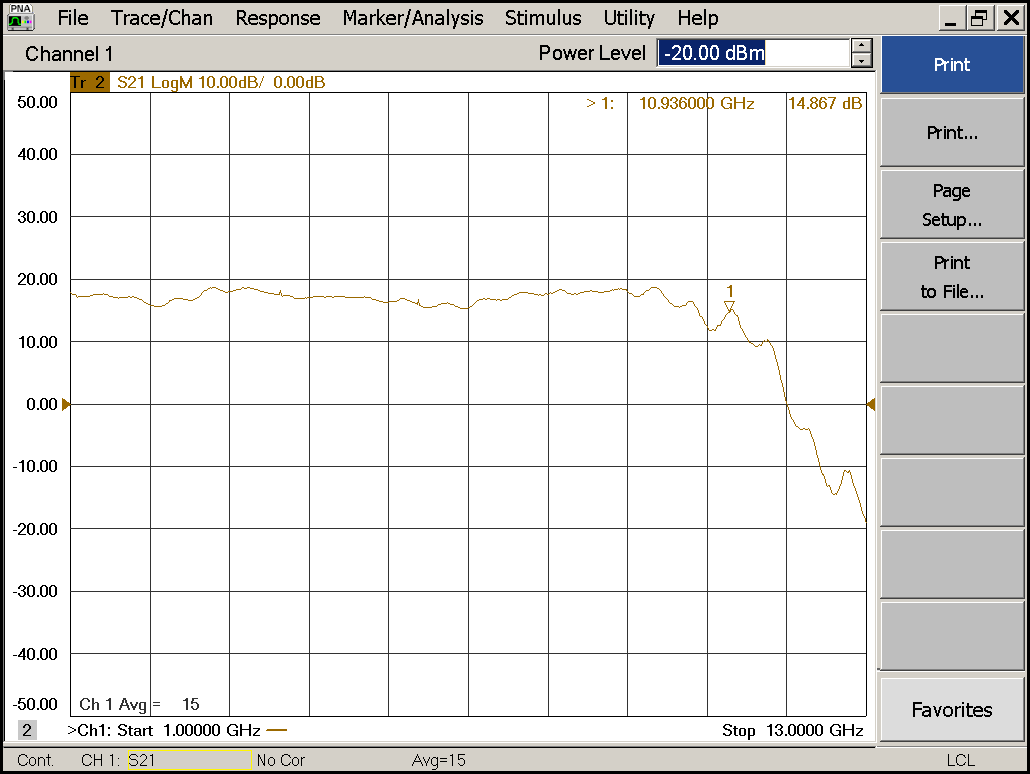 PNA File Trace/Chan Response Marker/Analysis Stimulus Utility Help
Channel 1 Power Level -20.00 dBm
Tr 2 S21 LogM 10.00dB/ 0.00dB
> 1: 10.936000 GHz 14.867 dB
50.00
40.00
30.00
20.00
10.00
0.00
-10.00
-20.00
-30.00
-40.00
-50.00
1
Ch 1 Avg = 15
2 >Ch1: Start 1.00000 GHz Stop 13.0000 GHz
Cont. CH 1: S21 No Cor Avg=15 LCL
Print
Print...
Page
Setup...
Print
to File...
Favorites